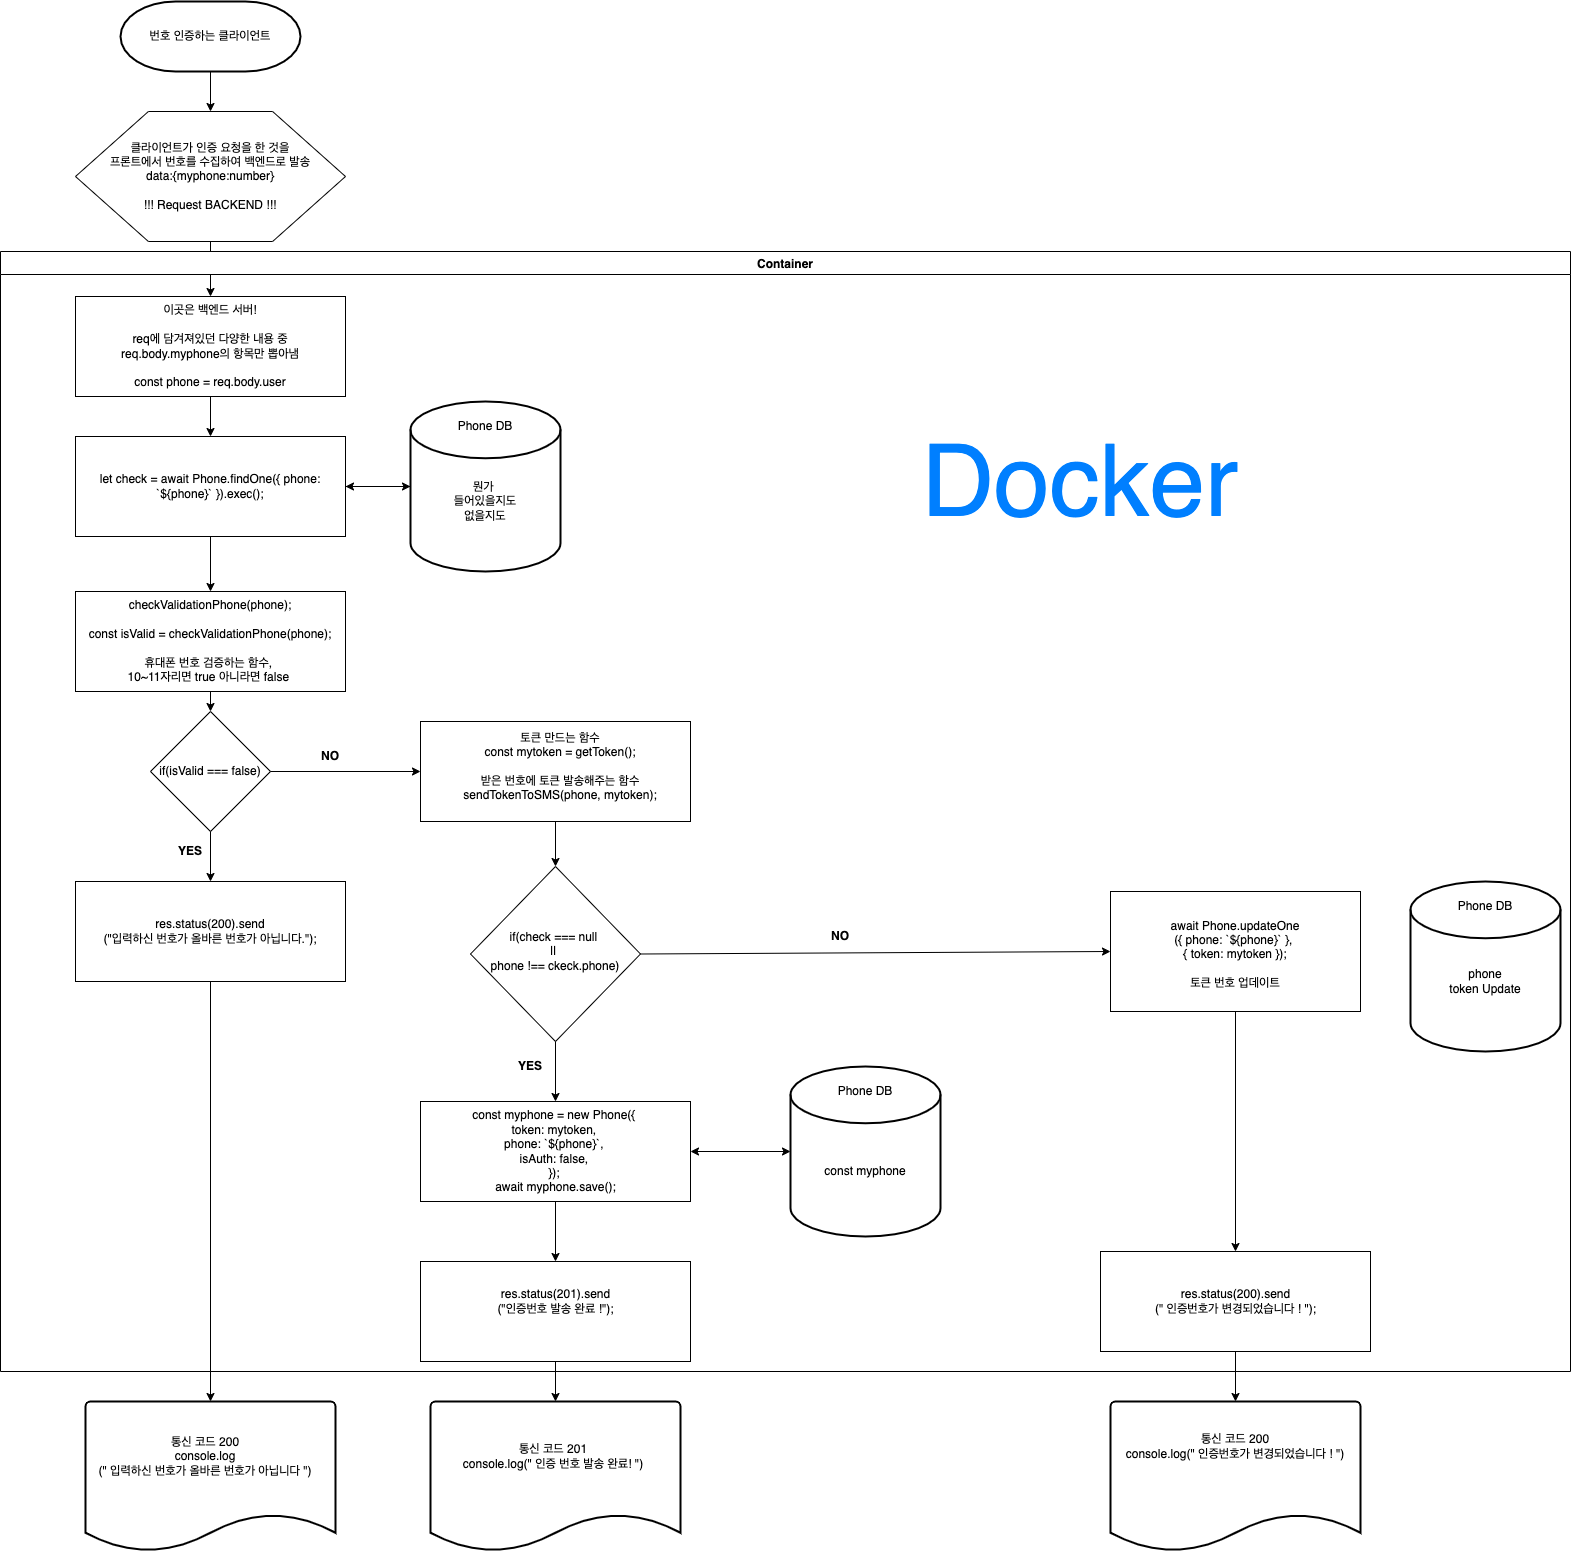 번호 인증하는 클라이언트
클라이언트가 인증 요청을 한 것을
프론트에서 번호를 수집하여 백엔드로 발송
data:{myphone:number}
!!! Request BACKEND !!!
Container
이곳은 백엔드 서버!
req에 담겨져있던 다양한 내용 중
req.body.myphone의 항목만 뽑아냄
const phone = req.body.user
let check = await Phone.findOne({ phone:
`${phone}` }).exec();
Phone DB
뭔가
들어있을지도
없을지도
Docker
checkValidationPhone(phone);
const isValid = checkValidationPhone(phone);
휴대폰 번호 검증하는 함수,
10~11자리면 true 아니라면 false
if(isValid === false)
NO
YES
토큰 만드는 함수
const mytoken = getToken();
받은 번호에 토큰 발송해주는 함수
sendTokenToSMS(phone, mytoken);
res.status(200).send
("입력하신 번호가 올바른 번호가 아닙니다.");
if(check === null
||
phone !== ckeck.phone)
NO
YES
await Phone.updateOne
({ phone: `${phone}` },
{ token: mytoken });
토큰 번호 업데이트
Phone DB
phone
token Update
const myphone = new Phone({
token: mytoken,
phone: `${phone}`,
isAuth: false,
});
await myphone.save();
Phone DB
const myphone
res.status(201).send
("인증번호 발송 완료 !");
res.status(200).send
(" 인증번호가 변경되었습니다 ! ");
통신 코드 200
console.log
(" 입력하신 번호가 올바른 번호가 아닙니다 ")
통신 코드 201
console.log(" 인증 번호 발송 완료! ")
통신 코드 200
console.log(" 인증번호가 변경되었습니다 ! ")